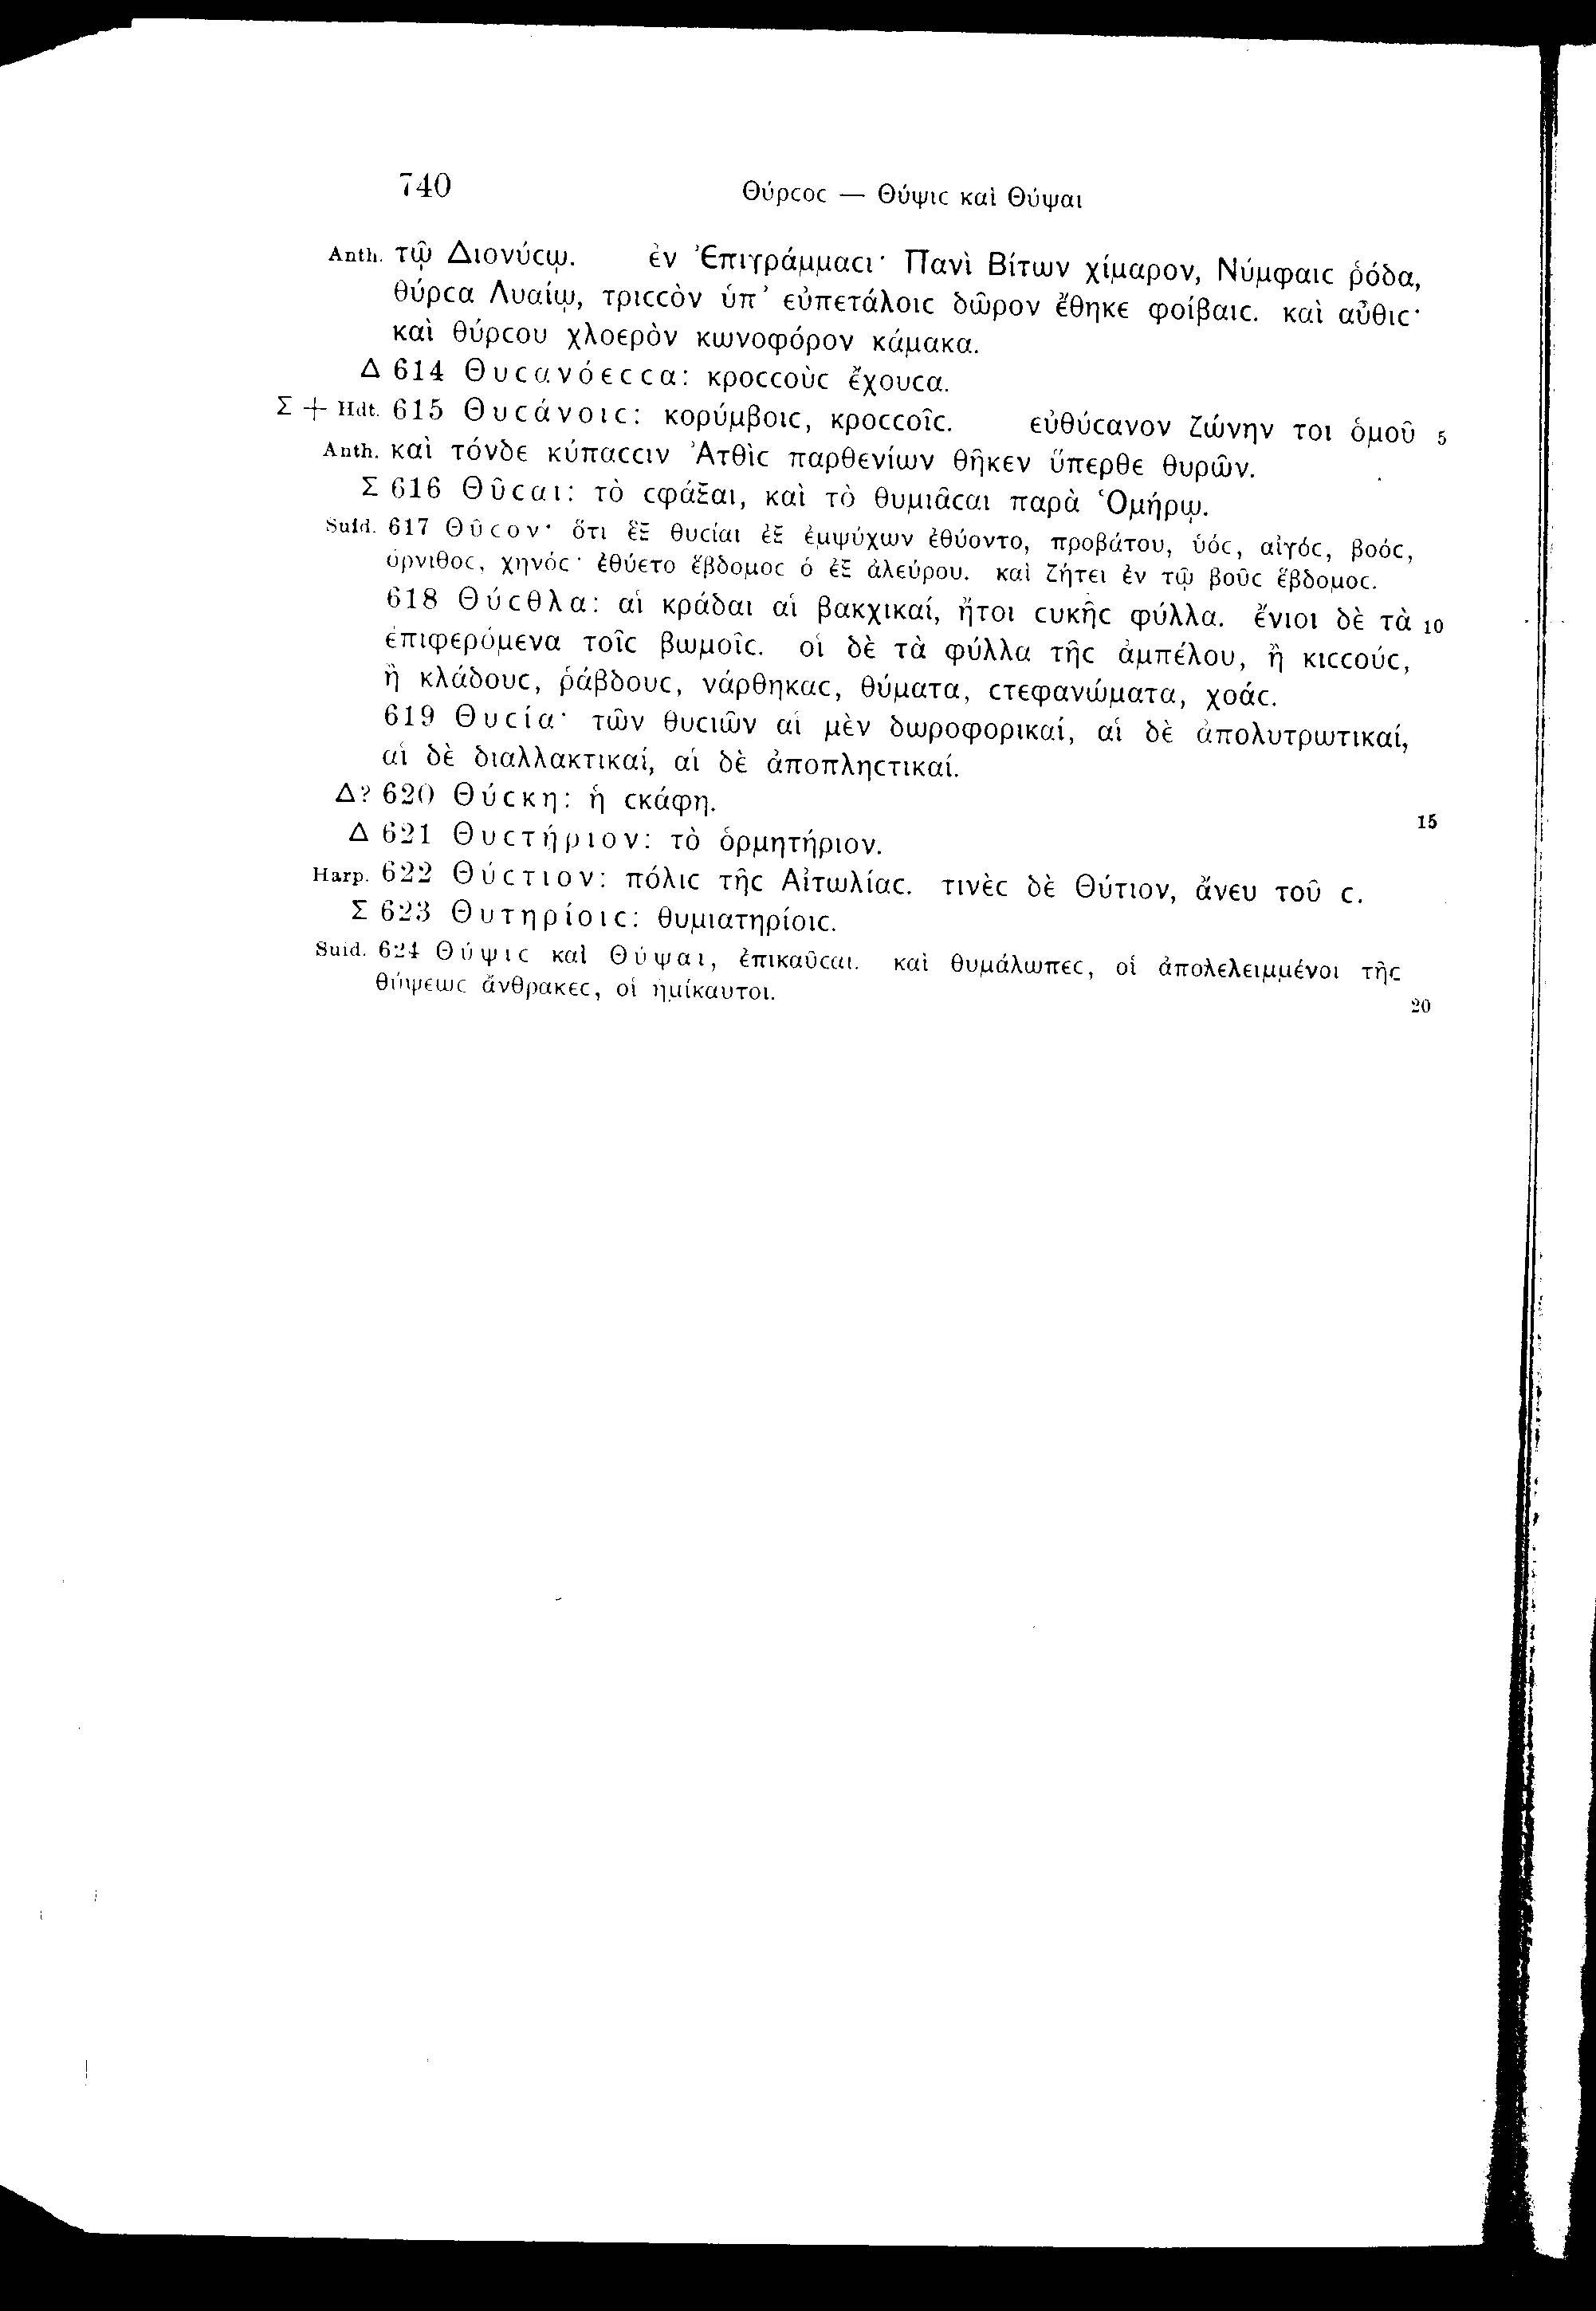 740 Θύρϲοϲ — Θύψιϲ καὶ Θύψαι
Anth. τῷ Διονύϲῳ. ἐν Ἐπιγράμμαϲι· Πανὶ Βίτων χίμαρον, Νύμφαιϲ ῥόδα,
θύρϲα Λυαίῳ, τριϲϲὸν ὑπ’ εὐπετάλοιϲ δῶρον ἔθηκε φοίβαιϲ. καὶ αὖθιϲ·
καὶ θύρϲου χλοερὸν κωνοφόρον κάμακα.
Δ 614 Θυϲανόεϲϲα: κροϲϲοὺϲ ἔχουϲα.
Σ + Hdt. 615 Θυϲάνοιϲ: κορύμβοιϲ, κροϲϲοῖϲ. εὐθύϲανον ζώνην τοι ὁμοῦ 5
Anth. καὶ τόνδε κύπαϲϲιν Ἀτθὶϲ παρθενίων θῆκεν ὕπερθε θυρῶν.
Σ 616 Θῦϲαι: τὸ ϲφάξαι, καὶ τὸ θυμιᾶϲαι παρὰ Ὁμήρῳ.
Suid. 617 Θῦϲον· ὅτι ἓξ θυϲίαι ἐξ ἐμψύχων ἐθύοντο, προβάτου, ὑόϲ, αἰγόϲ, βοόϲ,
ὄρνιθοϲ, χηνόϲ· ἐθύετο ἕβδομοϲ ὁ ἐξ ἀλεύρου. καὶ ζήτει ἐν τῷ βοῦϲ ἕβδομοϲ.
618 Θύϲθλα: αἱ κράδαι αἱ βακχικαί, ἤτοι ϲυκῆϲ φύλλα. ἔνιοι δὲ τὰ 10
ἐπιφερόμενα τοῖϲ βωμοῖϲ. οἱ δὲ τὰ φύλλα τῆϲ ἀμπέλου, ἢ κιϲϲούϲ,
ἢ κλάδουϲ, ῥάβδουϲ, νάρθηκαϲ, θύματα, ϲτεφανώματα, χοάϲ.
619 Θυϲία· τῶν θυϲιῶν αἱ μὲν δωροφορικαί, αἱ δὲ ἀπολυτρωτικαί,
αἱ δὲ διαλλακτικαί, αἱ δὲ ἀποπληϲτικαί.
Δ? 620 Θύϲκη: ἡ ϲκάφη. 15
Δ 621 Θυϲτήριον: τὸ ὁρμητήριον.
Harp. 622 Θύϲτιον: πόλιϲ τῆϲ Αἰτωλίαϲ. τινὲϲ δὲ Θύτιον, ἄνευ τοῦ ϲ.
Σ 623 Θυτηρίοιϲ: θυμιατηρίοιϲ.
Suid. 624 Θύψιϲ καὶ Θύψαι, ἐπικαῦϲαι. καὶ θυμάλωπεϲ, οἱ ἀπολελειμμένοι τῆϲ
θύψεωϲ ἄνθρακεϲ, οἱ ἡμίκαυτοι. 20